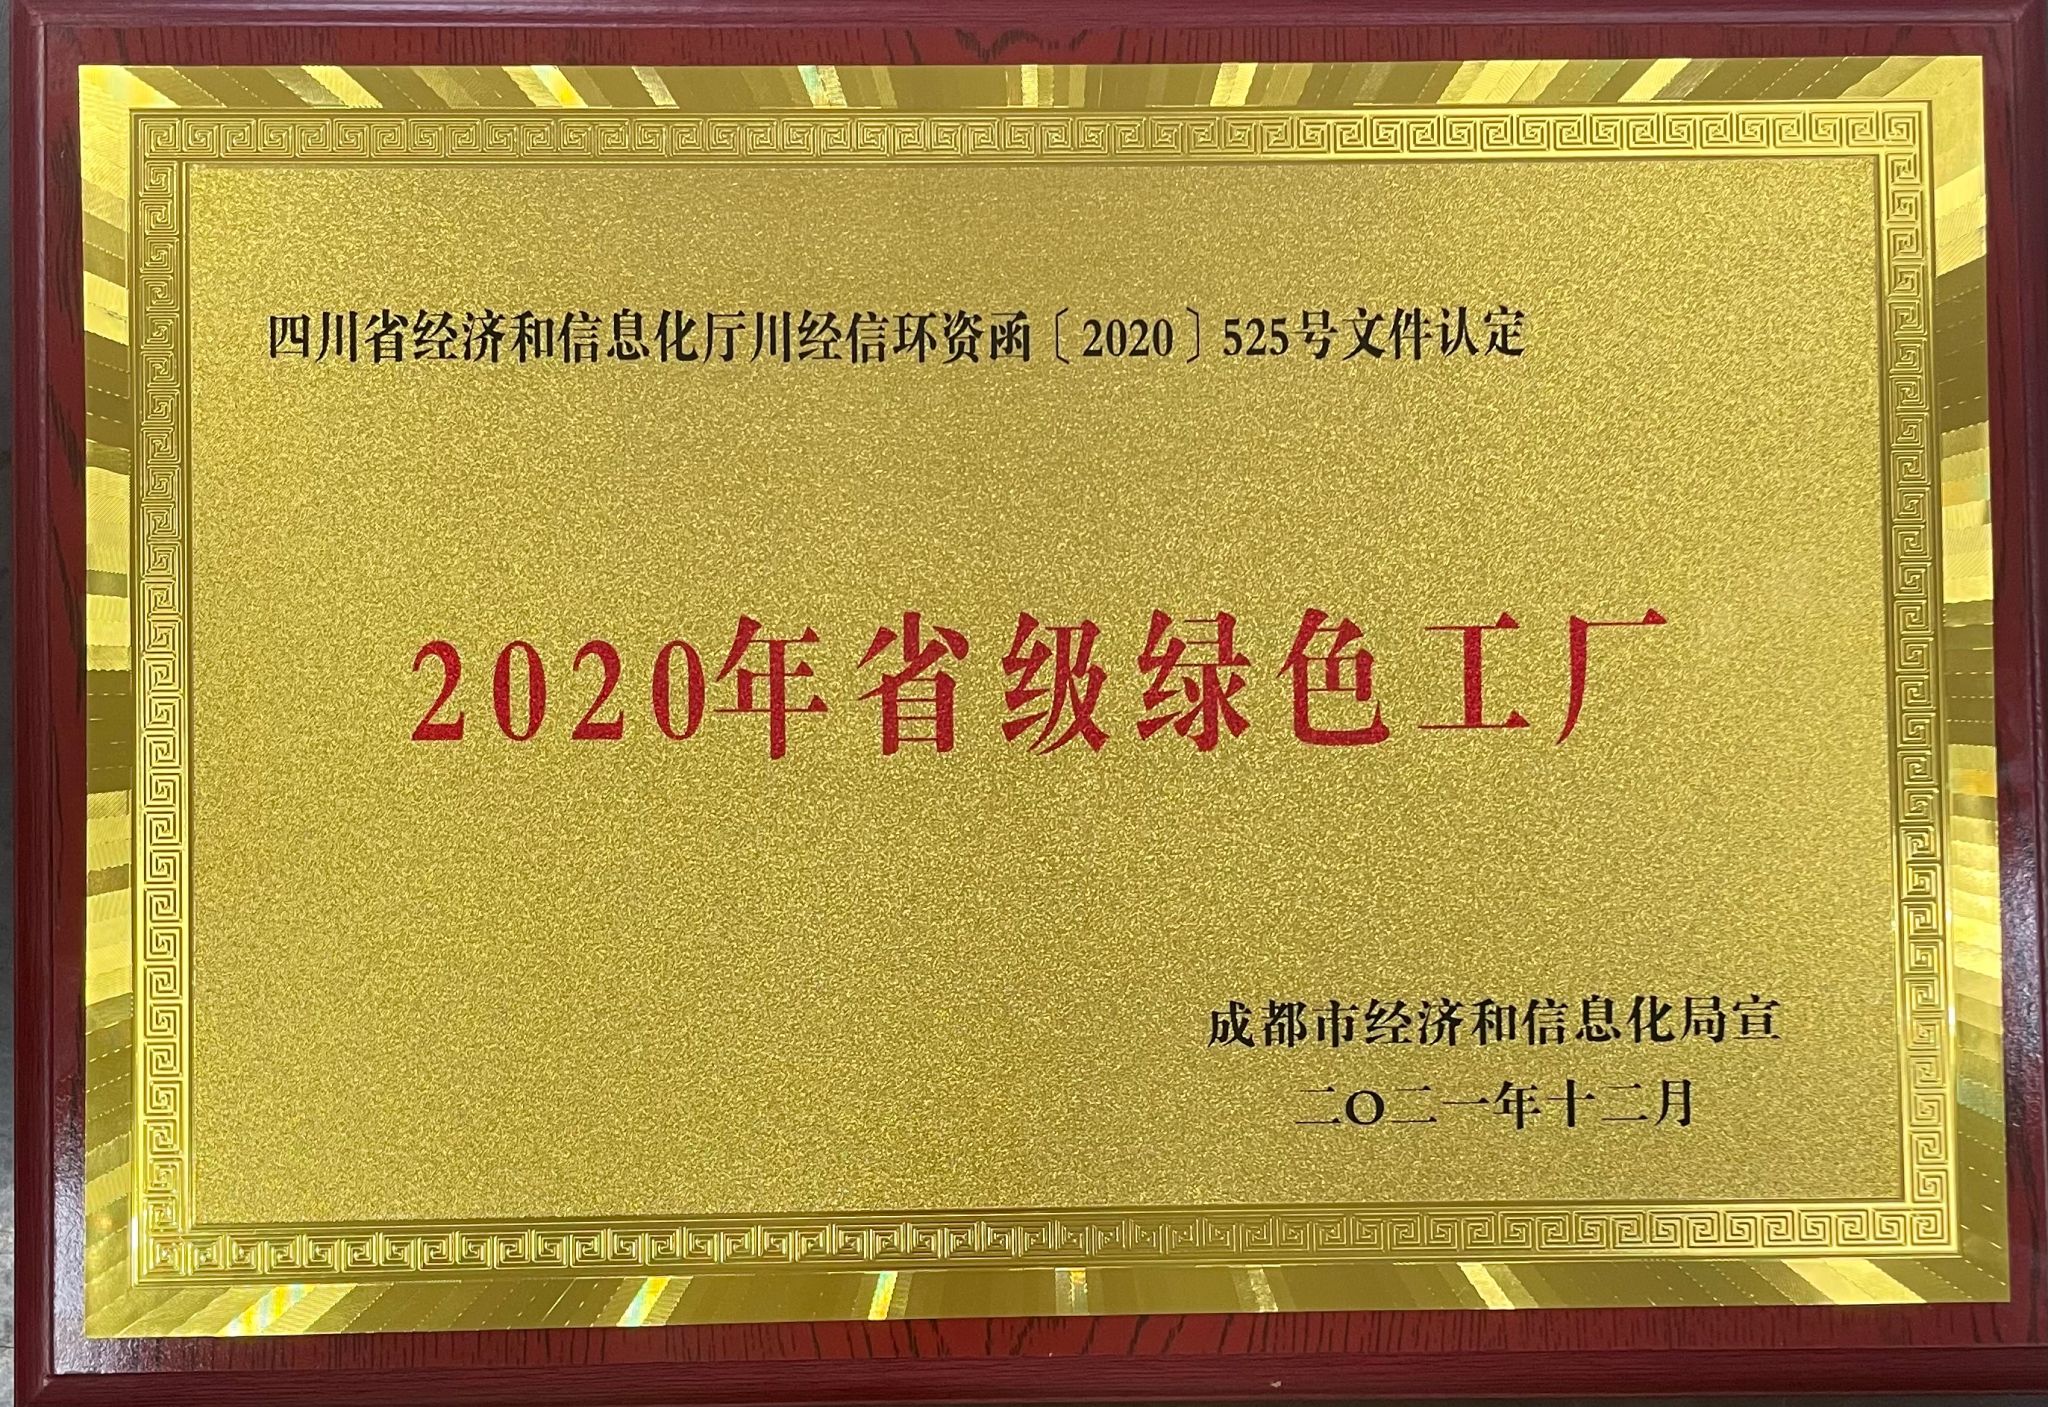 四川省经济和信息化厅川经信环资函〔2020〕525号文件认定
2020年省级绿色工厂
成都市经济和信息化局宣
二〇二一年十二月